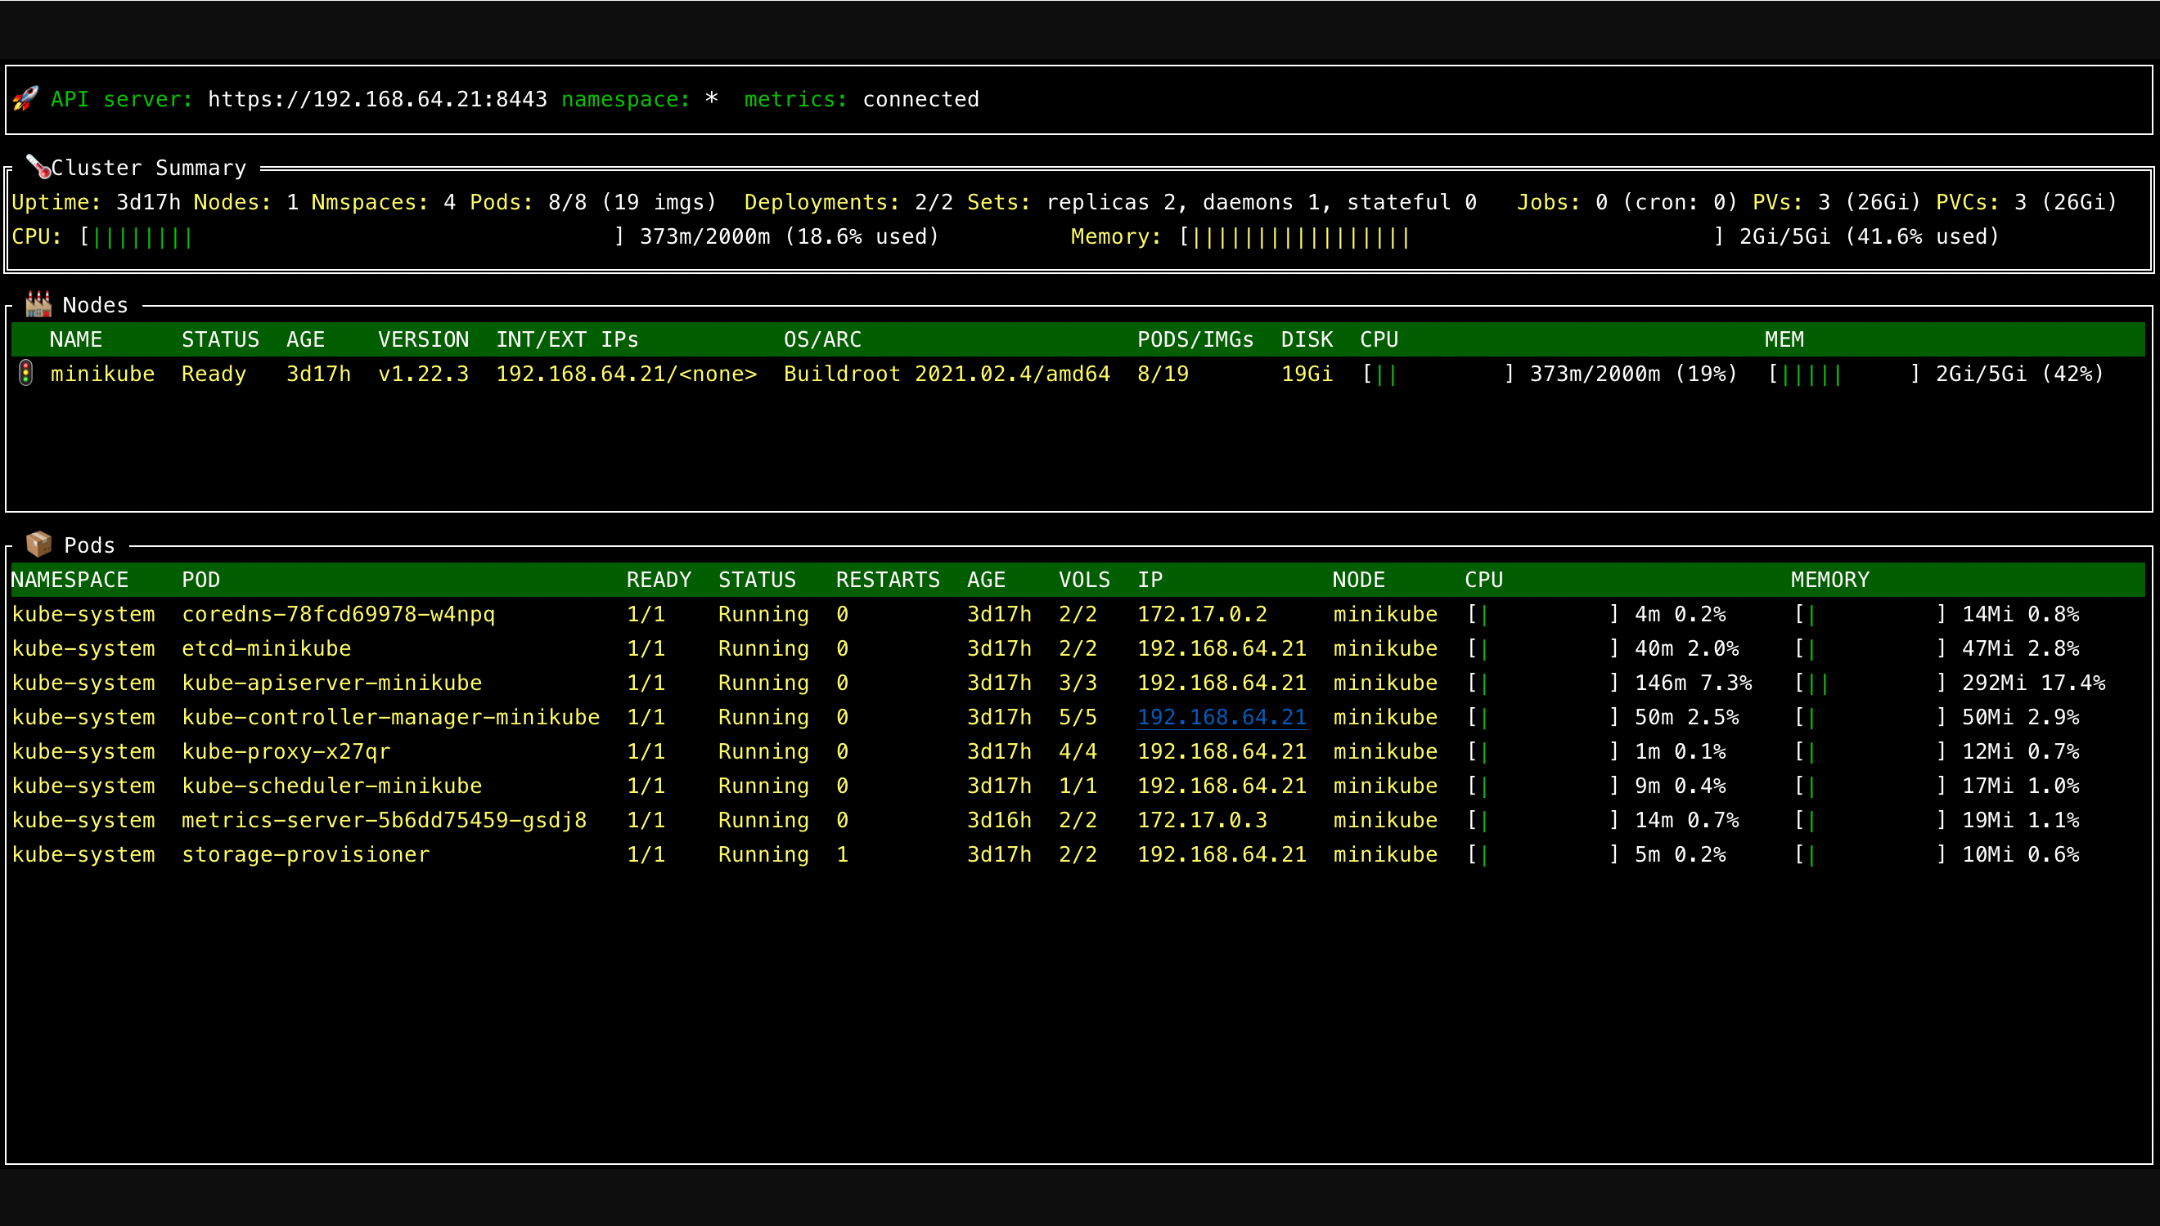 API server: https://192.168.64.21:8443 namespace: * metrics: connected
Cluster Summary
Uptime: 3d17h Nodes: 1 Nmspaces: 4 Pods: 8/8 (19 imgs) Deployments: 2/2 Sets: replicas 2, daemons 1, stateful 0 Jobs: 0 (cron: 0) PVs: 3 (26Gi) PVCs: 3 (26Gi)
CPU: [|||||||| ] 373m/2000m (18.6% used) Memory: [||||||||||||||||| ] 2Gi/5Gi (41.6% used)
Nodes
NAME STATUS AGE VERSION INT/EXT IPs OS/ARC PODS/IMGs DISK CPU MEM
minikube Ready 3d17h v1.22.3 192.168.64.21/<none> Buildroot 2021.02.4/amd64 8/19 19Gi [|| ] 373m/2000m (19%) [||||| ] 2Gi/5Gi (42%)
Pods
NAMESPACE POD READY STATUS RESTARTS AGE VOLS IP NODE CPU MEMORY
kube-system coredns-78fcd69978-w4npq 1/1 Running 0 3d17h 2/2 172.17.0.2 minikube [| ] 4m 0.2% [| ] 14Mi 0.8%
kube-system etcd-minikube 1/1 Running 0 3d17h 2/2 192.168.64.21 minikube [| ] 40m 2.0% [| ] 47Mi 2.8%
kube-system kube-apiserver-minikube 1/1 Running 0 3d17h 3/3 192.168.64.21 minikube [| ] 146m 7.3% [|| ] 292Mi 17.4%
kube-system kube-controller-manager-minikube 1/1 Running 0 3d17h 5/5 192.168.64.21 minikube [| ] 50m 2.5% [| ] 50Mi 2.9%
kube-system kube-proxy-x27qr 1/1 Running 0 3d17h 4/4 192.168.64.21 minikube [| ] 1m 0.1% [| ] 12Mi 0.7%
kube-system kube-scheduler-minikube 1/1 Running 0 3d17h 1/1 192.168.64.21 minikube [| ] 9m 0.4% [| ] 17Mi 1.0%
kube-system metrics-server-5b6dd75459-gsdj8 1/1 Running 0 3d16h 2/2 172.17.0.3 minikube [| ] 14m 0.7% [| ] 19Mi 1.1%
kube-system storage-provisioner 1/1 Running 1 3d17h 2/2 192.168.64.21 minikube [| ] 5m 0.2% [| ] 10Mi 0.6%